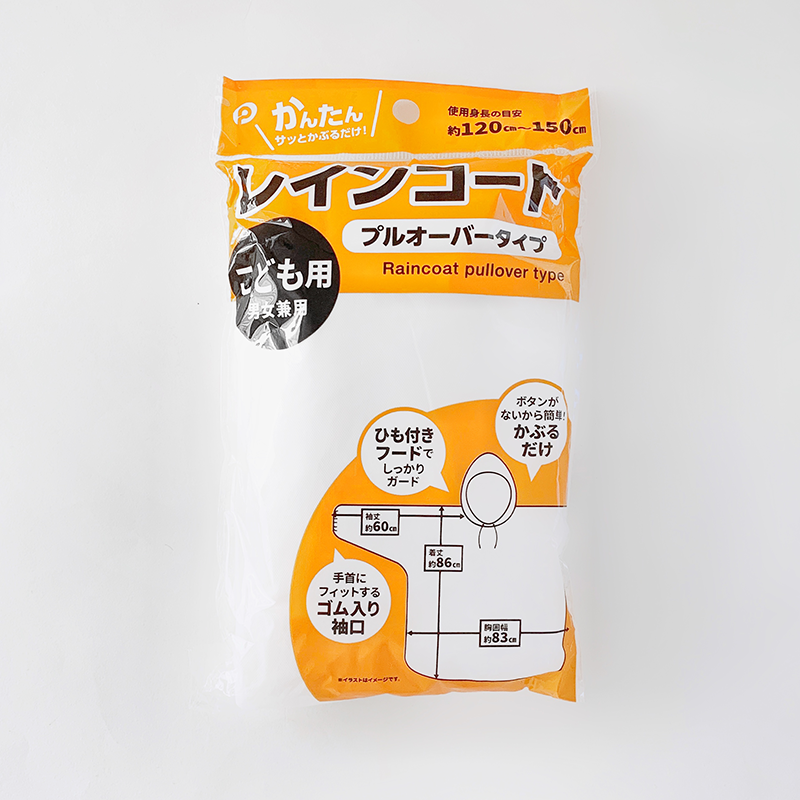 P
かんたん
サッとかぶるだけ!
使用身長の目安
約120cm〜150cm
レインコート
プルオーバータイプ
Raincoat pullover type
こども用
男女兼用
ボタンが
ないから簡単!
かぶる
だけ
ひも付き
フードで
しっかり
ガード
袖丈
約60cm
着丈
約86cm
手首に
フィットする
ゴム入り
袖口
胸囲幅
約83cm
※イラストはイメージです。